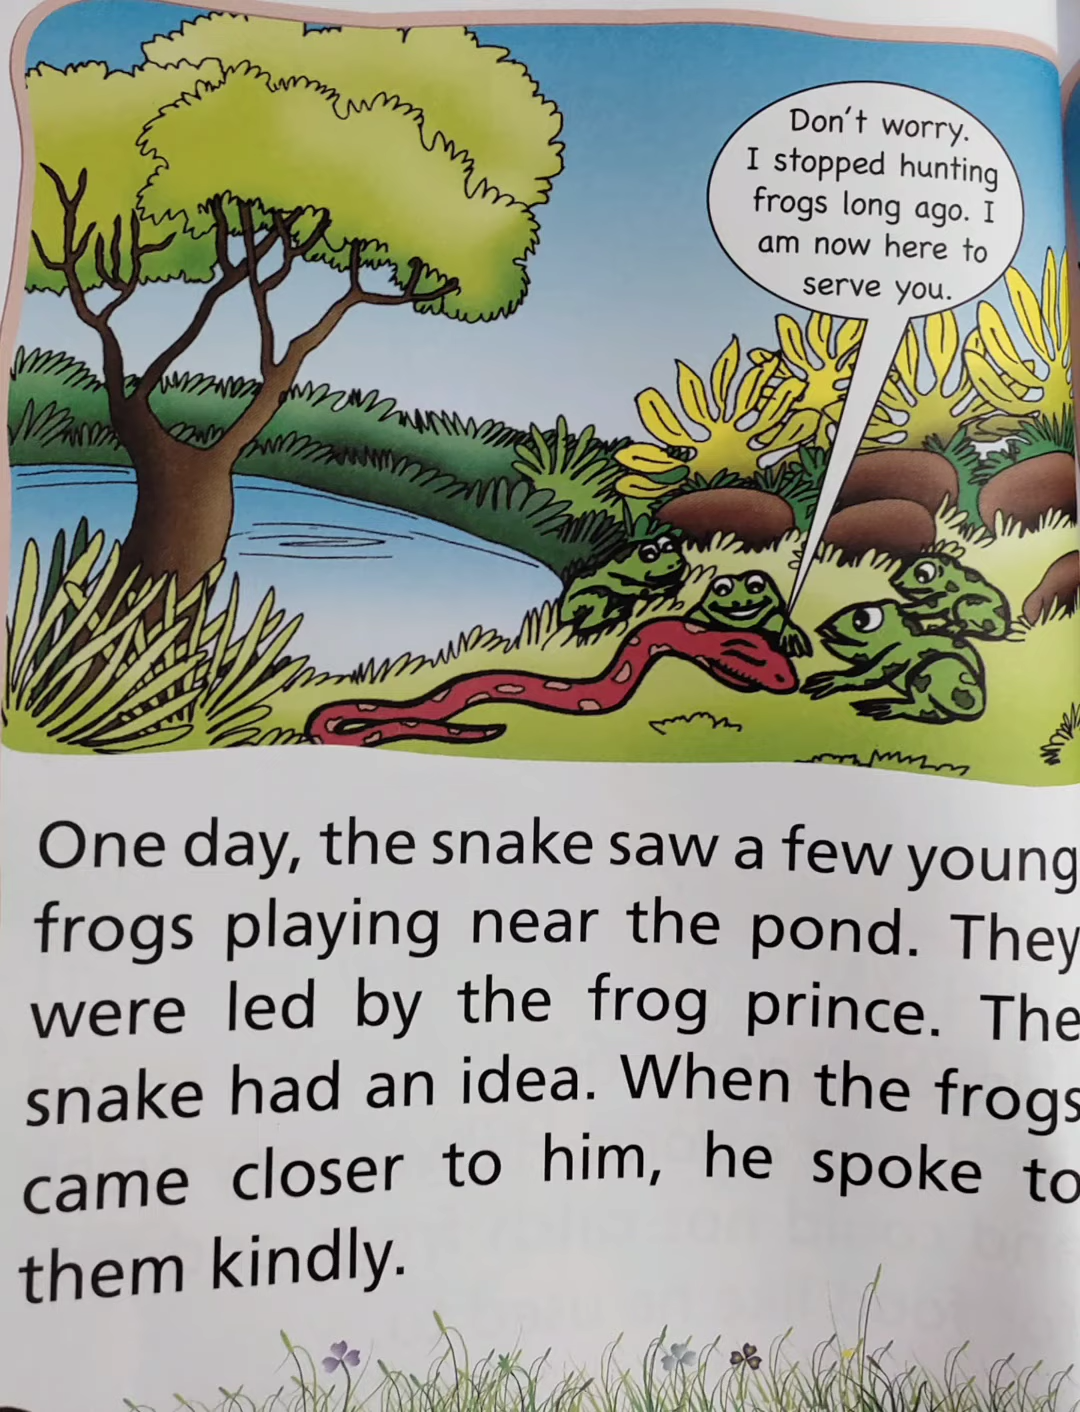 Don't worry.
I stopped hunting
frogs long ago. I
am now here to
serve you.
One day, the snake saw a few young
frogs playing near the pond. They
were led by the frog prince. The
snake had an idea. When the frogs
came closer to him, he spoke to
them kindly.